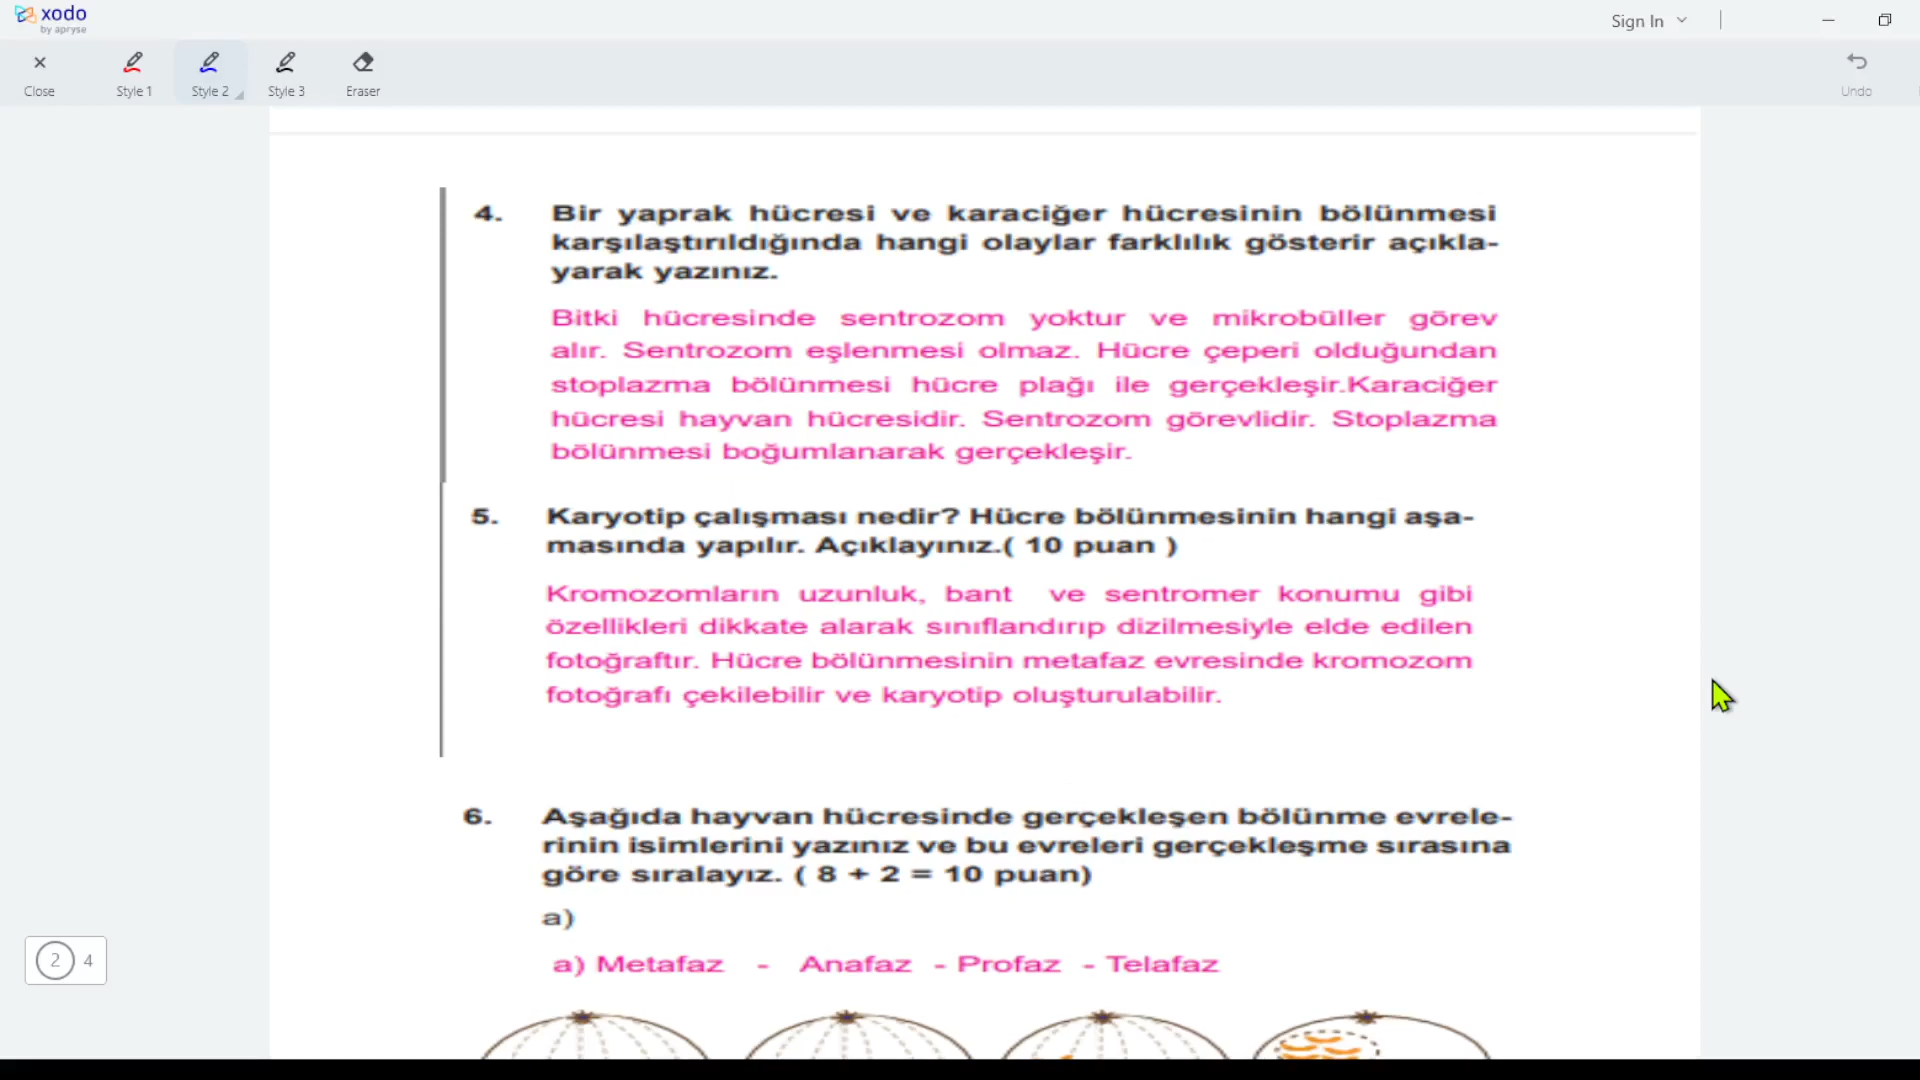 xodo
by apryse
Sign In
Close
Style 1
Style 2
Style 3
Eraser
Undo
4. Bir yaprak hücresi ve karaciğer hücresinin bölünmesi
karşılaştırıldığında hangi olaylar farklılık gösterir açıkla-
yarak yazınız.
Bitki hücresinde sentrozom yoktur ve mikrobüller görev
alır. Sentrozom eşlenmesi olmaz. Hücre çeperi olduğundan
stoplazma bölünmesi hücre plağı ile gerçekleşir.Karaciğer
hücresi hayvan hücresidir. Sentrozom görevlidir. Stoplazma
bölünmesi boğumlanarak gerçekleşir.
5. Karyotip çalışması nedir? Hücre bölünmesinin hangi aşa-
masında yapılır. Açıklayınız.( 10 puan )
Kromozomların uzunluk, bant ve sentromer konumu gibi
özellikleri dikkate alarak sınıflandırıp dizilmesiyle elde edilen
fotoğraftır. Hücre bölünmesinin metafaz evresinde kromozom
fotoğrafı çekilebilir ve karyotip oluşturulabilir.
6. Aşağıda hayvan hücresinde gerçekleşen bölünme evrele-
rinin isimlerini yazınız ve bu evreleri gerçekleşme sırasına
göre sıralayız. ( 8 + 2 = 10 puan)
a)
a) Metafaz - Anafaz - Profaz - Telafaz
2 4